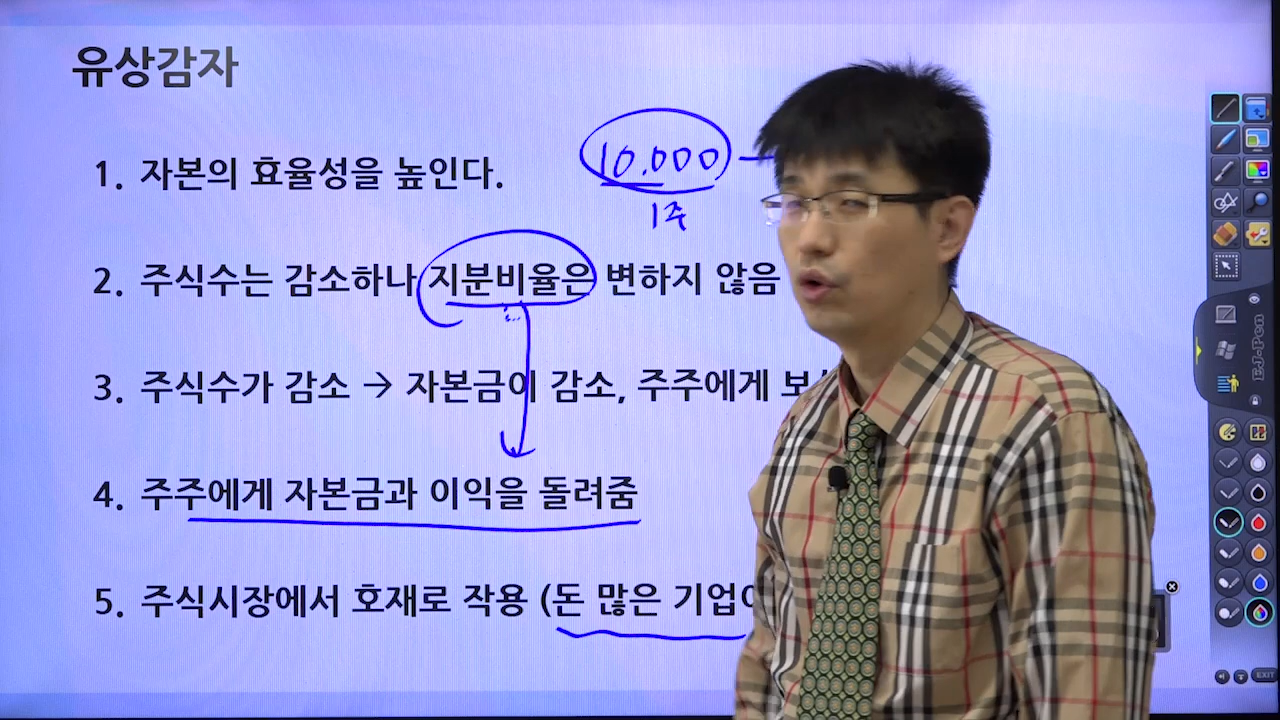 유상감자
10.000
1. 자본의 효율성을 높인다.
1주
2. 주식수는 감소하나 지분비율은 변하지 않음
3. 주식수가 감소 → 자본금이 감소, 주주에게
4. 주주에게 자본금과 이익을 돌려줌
5. 주식시장에서 호재로 작용 (돈 많은 기업이
EJ-Pen
EXIT